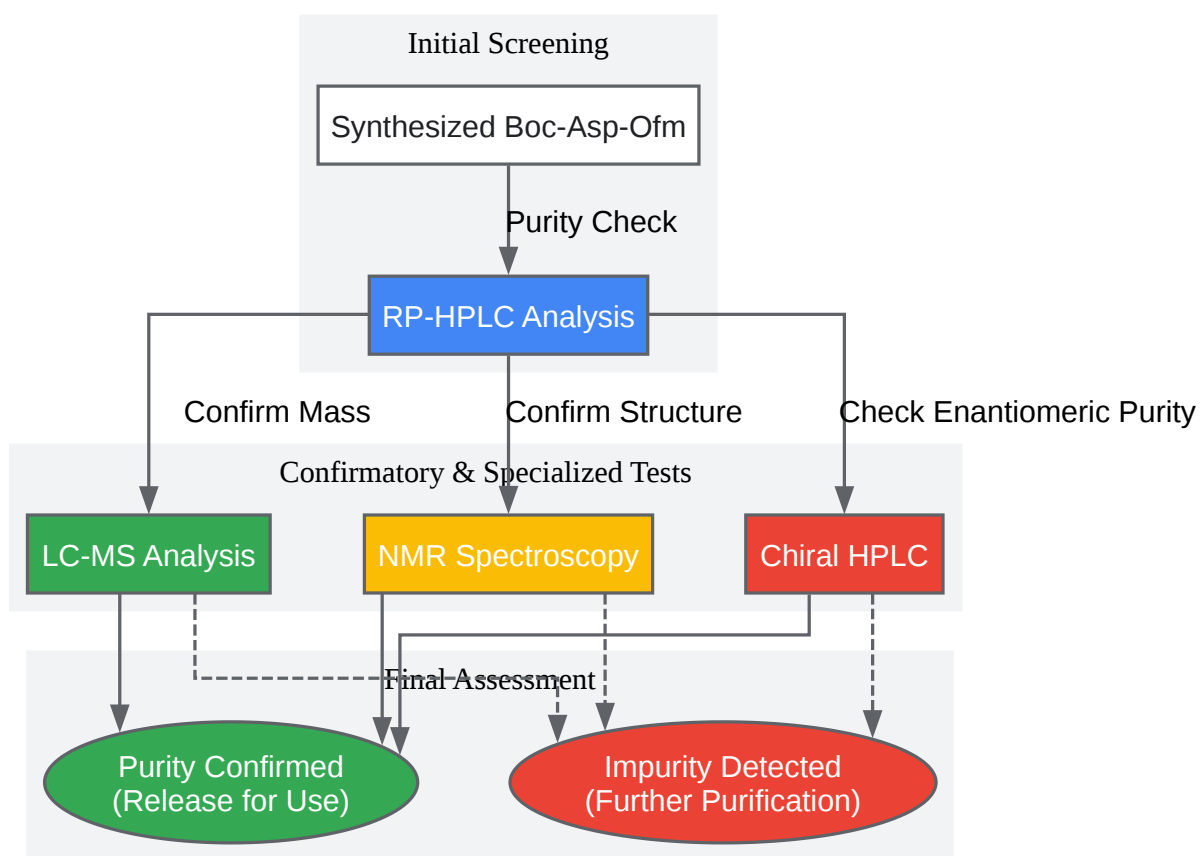 Initial Screening
Synthesized Boc-Asp-Ofm
Purity Check
RP-HPLC Analysis
Confirm Mass
Confirm Structure
Check Enantiomeric Purity
Confirmatory & Specialized Tests
LC-MS Analysis
NMR Spectroscopy
Chiral HPLC
Final Assessment
Purity Confirmed
(Release for Use)
Impurity Detected
(Further Purification)